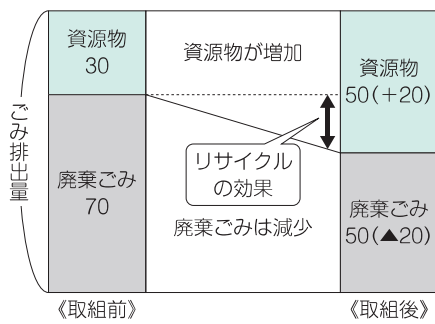 ごみ排出量
資源物
30
廃棄ごみ
70
《取組前》
資源物が増加
リサイクル
の効果
廃棄ごみは減少
資源物
50(+20)
廃棄ごみ
50(▲20)
《取組後》